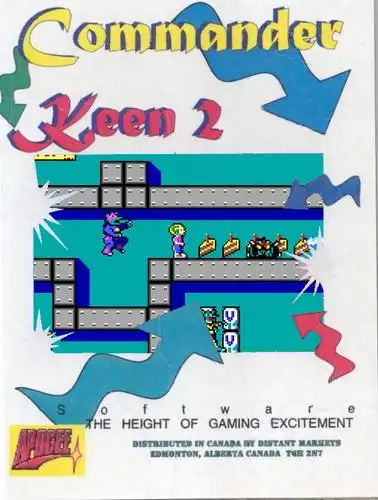 Commander
Keen 2
Software
THE HEIGHT OF GAMING EXCITEMENT
APOGEE
DISTRIBUTED IN CANADA BY DISTANT MARKETS
EDMONTON, ALBERTA CANADA T6H 2N7